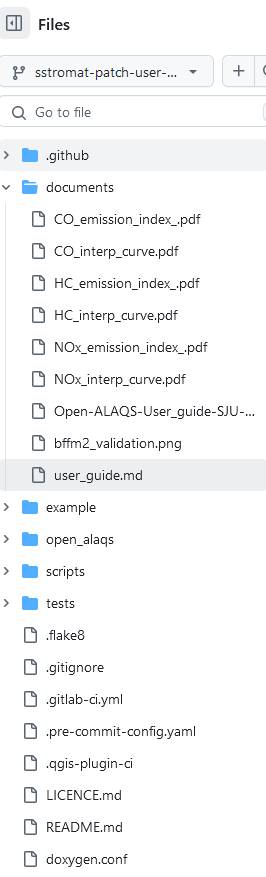 Files
sstromat-patch-user-...
Go to file
.github
documents
CO_emission_index_.pdf
CO_interp_curve.pdf
HC_emission_index_.pdf
HC_interp_curve.pdf
NOx_emission_index_.pdf
NOx_interp_curve.pdf
Open-ALAQS-User_guide-SJU-...
bffm2_validation.png
user_guide.md
example
open_alaqs
scripts
tests
.flake8
.gitignore
.gitlab-ci.yml
.pre-commit-config.yaml
.qgis-plugin-ci
LICENCE.md
README.md
doxygen.conf